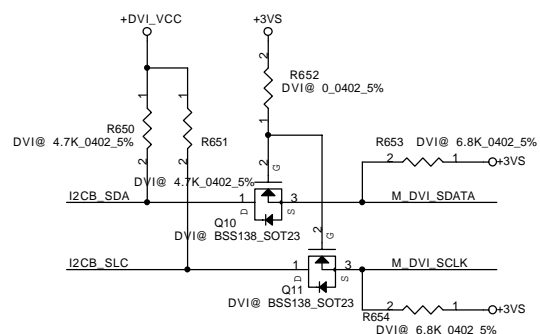 +DVI_VCC
+3VS
2
R652
DVI@ 0_0402_5%
1
1
1
R650
DVI@ 4.7K_0402_5%
R651
DVI@ 4.7K_0402_5%
2
2
R653 DVI@ 6.8K_0402_5%
2 1 +3VS
2
G
I2CB_SDA 1 D S 3 M_DVI_SDATA
Q10
DVI@ BSS138_SOT23
2
G
I2CB_SLC 1 D S 3 M_DVI_SCLK
Q11
DVI@ BSS138_SOT23
R654
2 1 +3VS
DVI@ 6.8K_0402_5%